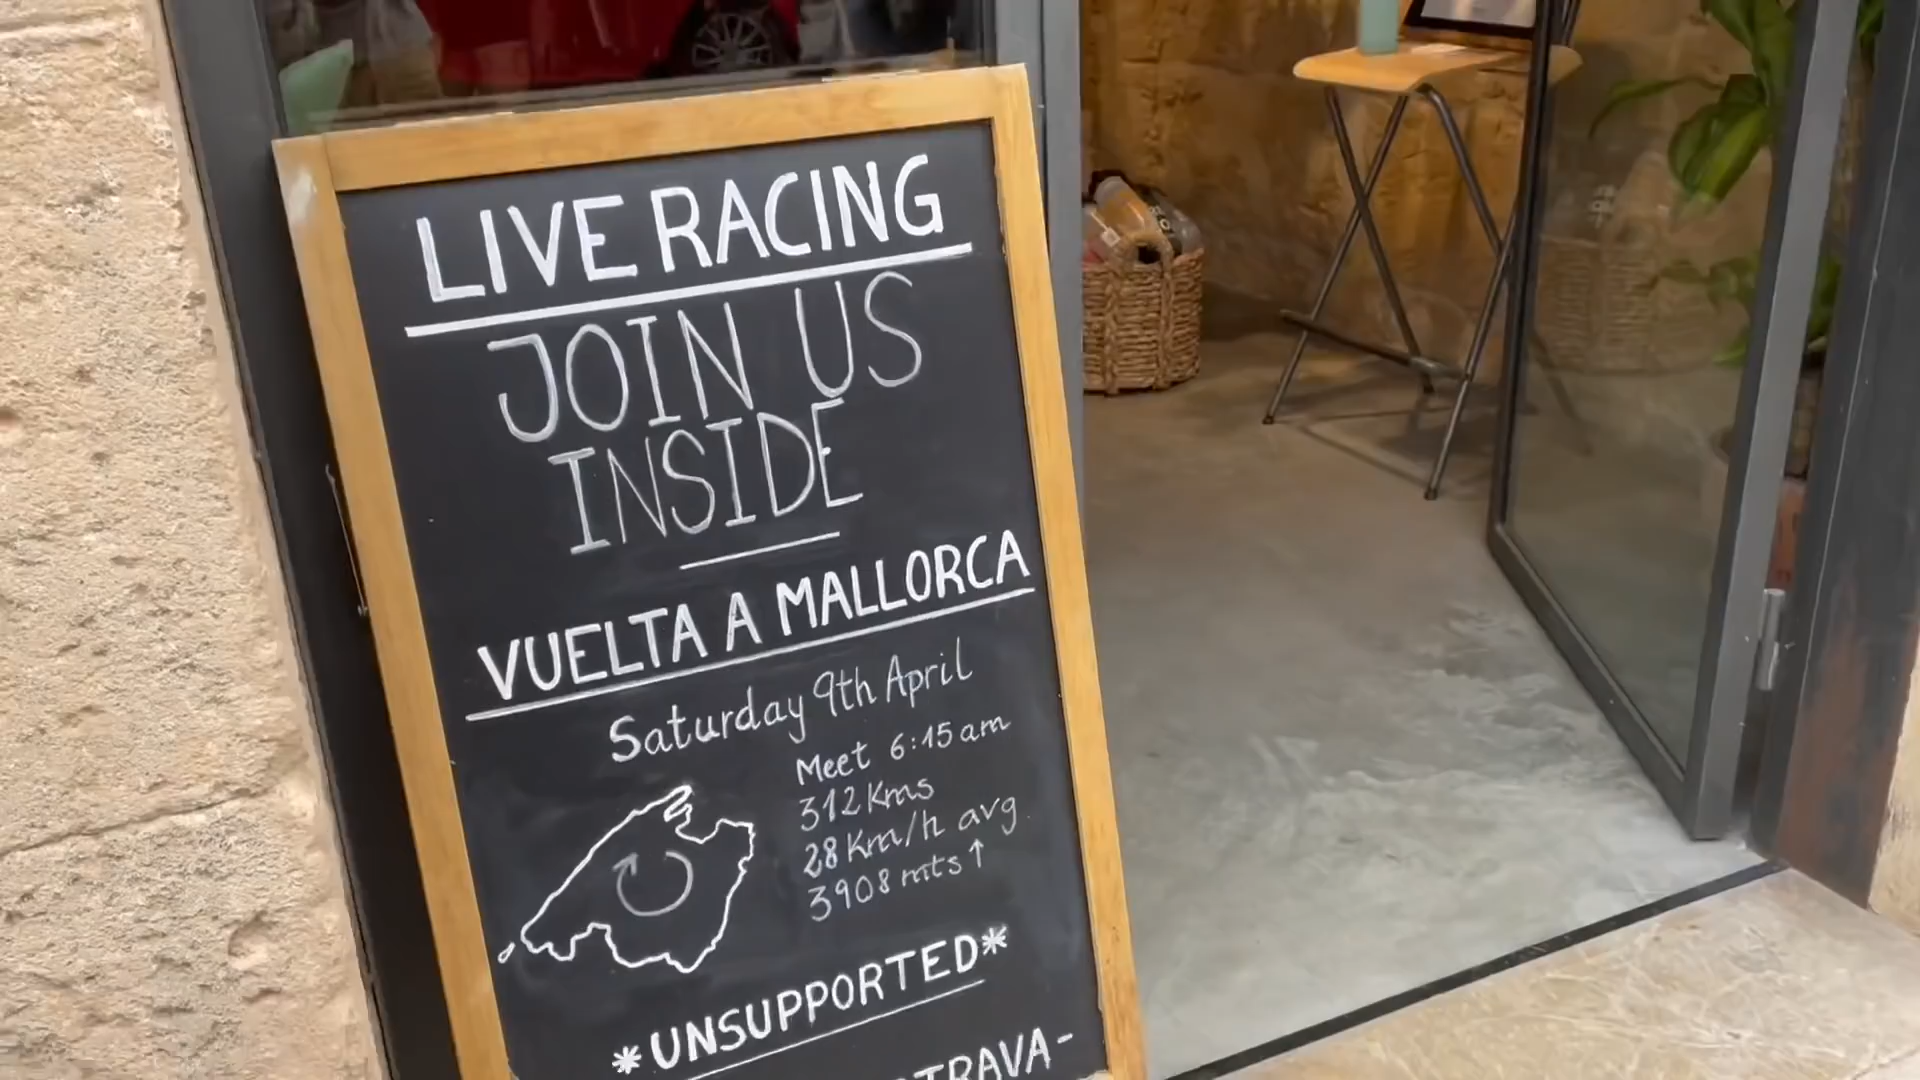 LIVE RACING
JOIN US
INSIDE
VUELTA A MALLORCA
Saturday 9th April
Meet 6:15 am
312 Kms
28 Km/h avg.
3908 mts ↑
*UNSUPPORTED*